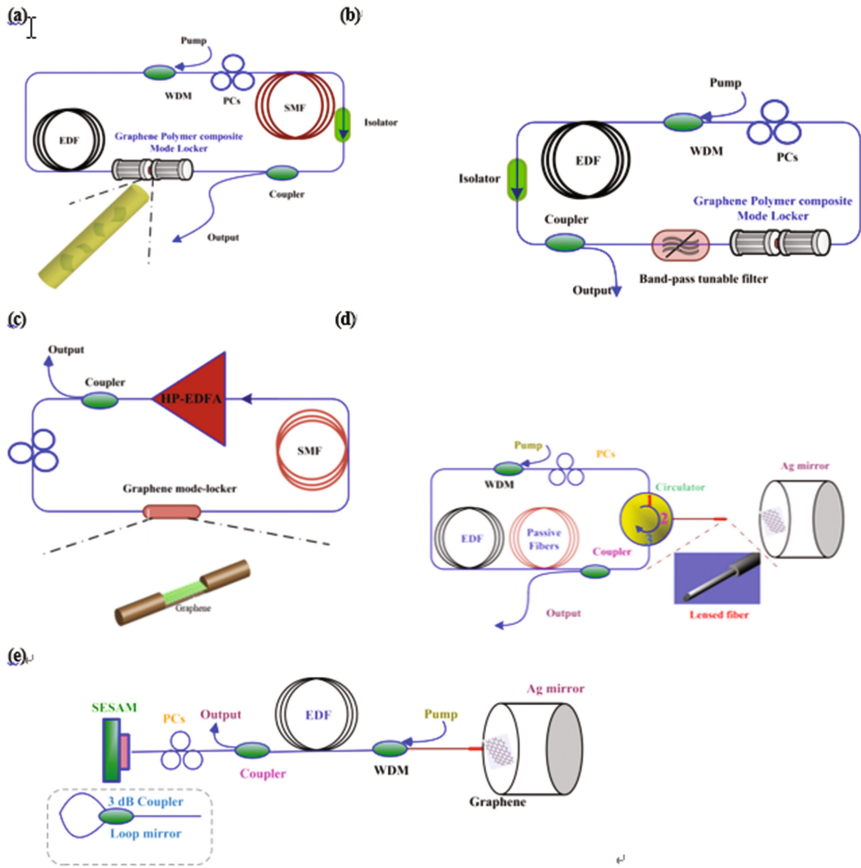 (a)
Pump
WDM
PCs
SMF
EDF
Isolator
Graphene Polymer composite
Mode Locker
Coupler
Output
(b)
Pump
EDF
WDM
PCs
Isolator
Coupler
Graphene Polymer composite
Mode Locker
Band-pass tunable filter
Output
(c)
Output
Coupler
HP-EDFA
SMF
Graphene mode-locker
Graphene
(d)
Pump
PCs
WDM
Circulator
Ag mirror
1
2
3
EDF
Passive
Fibers
Coupler
Output
Lensed fiber
(e)
SESAM
PCs
Output
EDF
Pump
Ag mirror
Coupler
WDM
Graphene
3 dB Coupler
Loop mirror